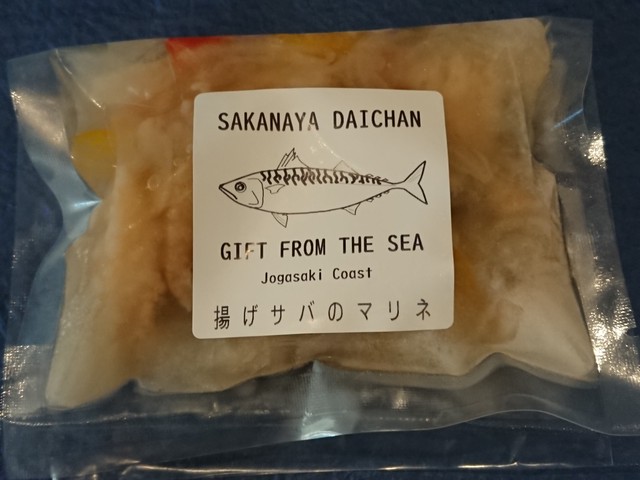 SAKANAYA DAICHAN
GIFT FROM THE SEA
Jogasaki Coast
揚げサバのマリネ